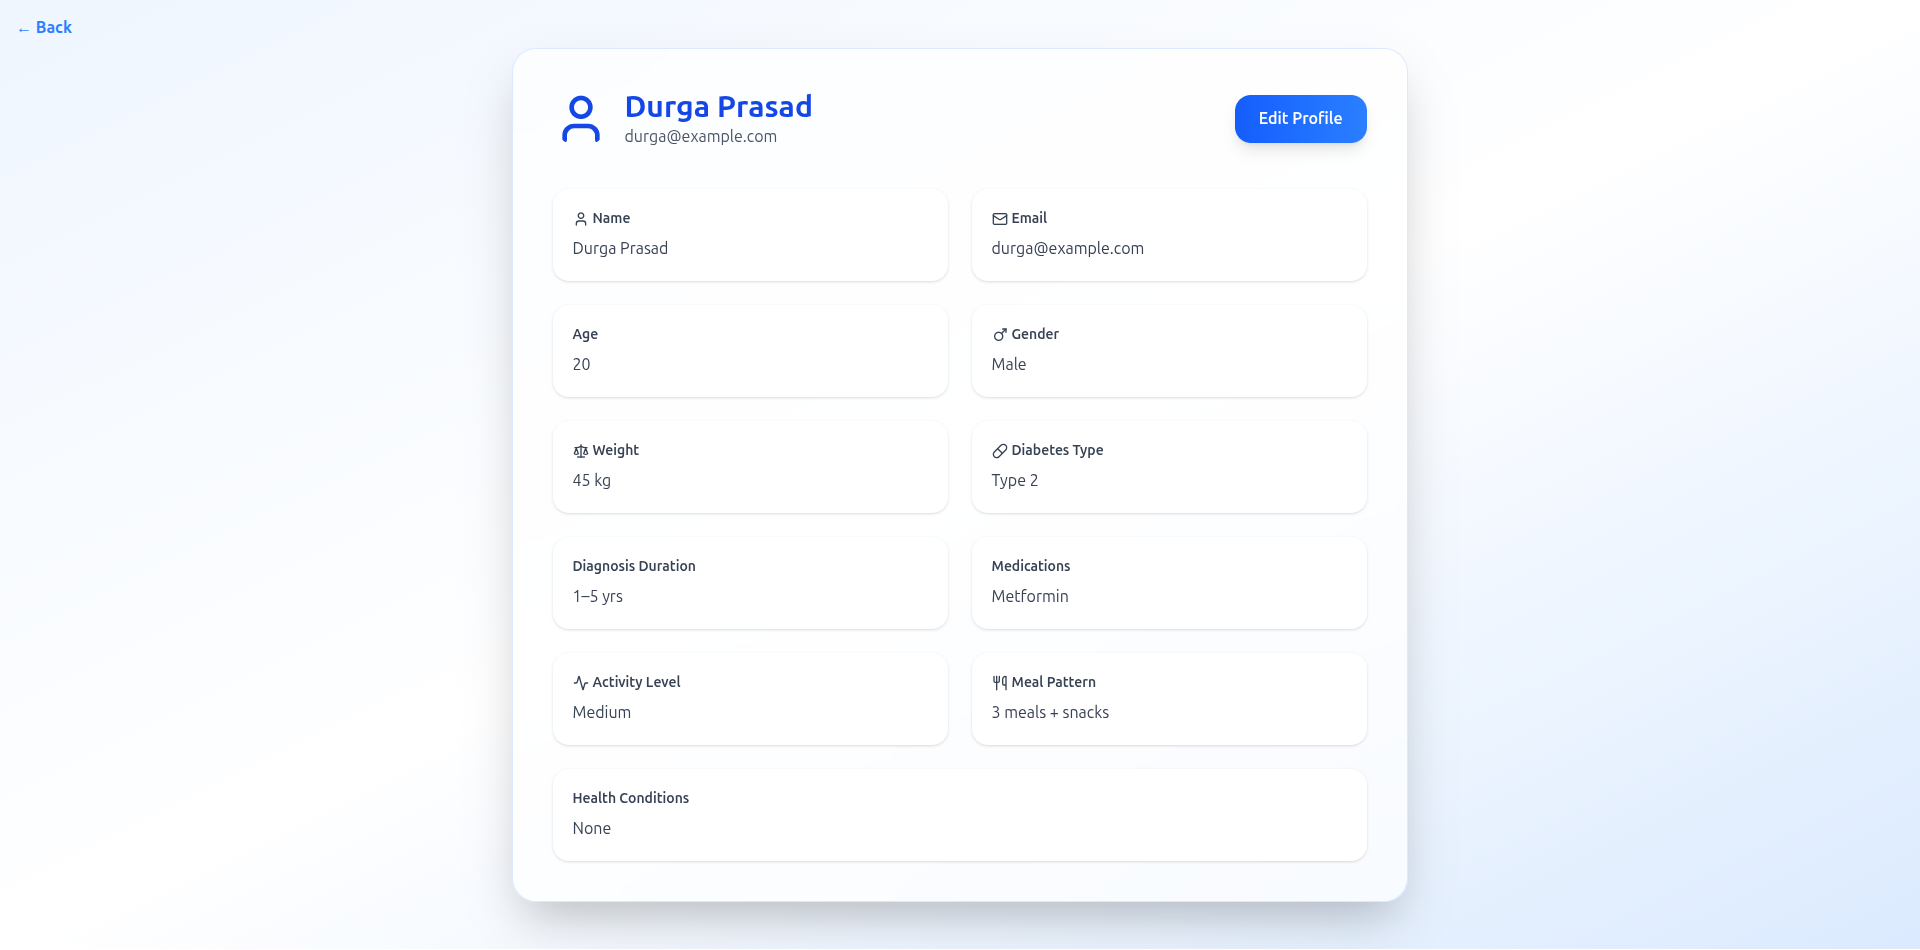 ← Back
Durga Prasad
durga@example.com
Edit Profile
Name
Durga Prasad
Email
durga@example.com
Age
20
Gender
Male
Weight
45 kg
Diabetes Type
Type 2
Diagnosis Duration
1–5 yrs
Medications
Metformin
Activity Level
Medium
Meal Pattern
3 meals + snacks
Health Conditions
None